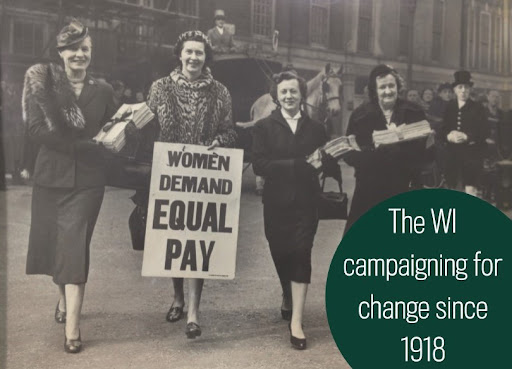 WOMEN
DEMAND
EQUAL
PAY
The WI
campaigning for
change since
1918